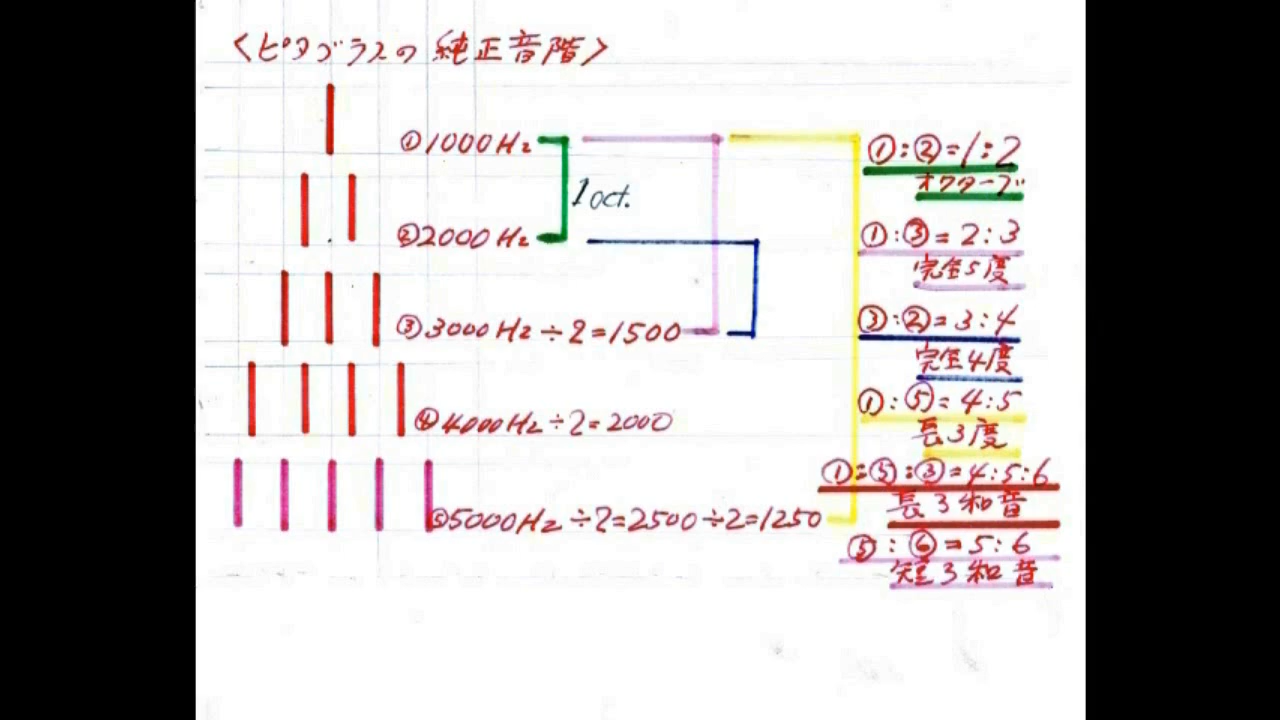 <ピタゴラスの純正音階>
①1000Hz
1oct.
②2000Hz
③3000Hz÷2=1500
④4000Hz÷2=2000
⑤5000Hz÷2=2500÷2=1250
①:②=1:2
オクターブ
①:③=2:3
完全5度
③:②=3:4
完全4度
①:⑤=4:5
長3度
①:⑤:③=4:5:6
長3和音
⑤:⑥=5:6
短3和音